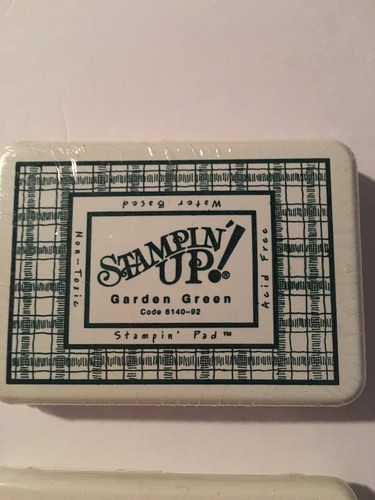 Water Based
Non-Toxic
STAMPIN' UP!®
Garden Green
Code 6140-92
Acid Free
Stampin' Pad™